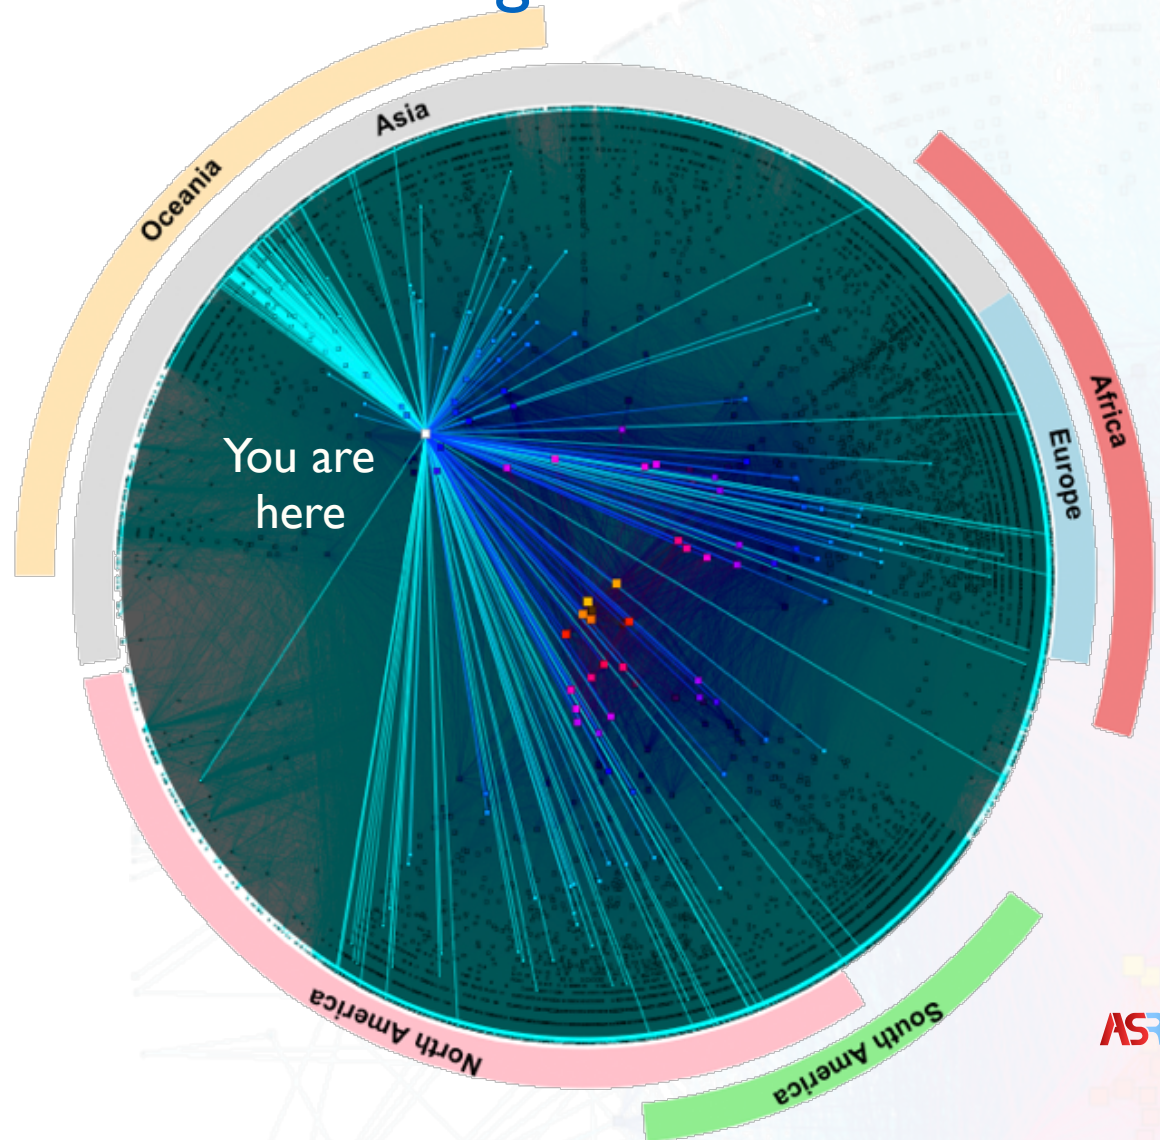 Asia
Oceania
Africa
Europe
You are
here
North America
South America
AS